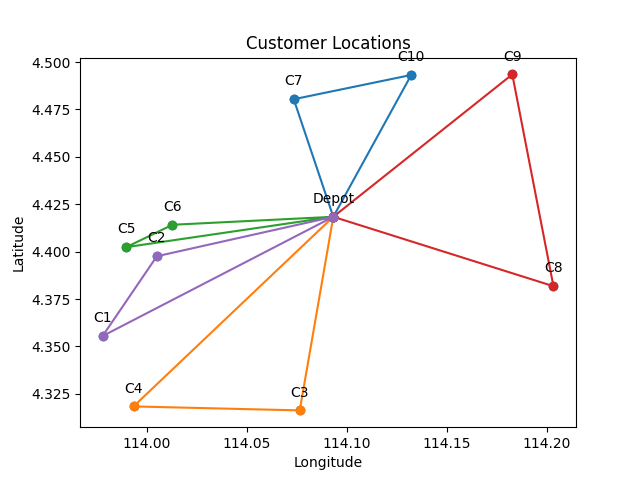 Customer Locations
4.500
4.475
4.450
4.425
4.400
4.375
4.350
4.325
Latitude
C10
C9
C7
Depot
C6
C5
C2
C8
C1
C4
C3
114.00
114.05
114.10
114.15
114.20
Longitude